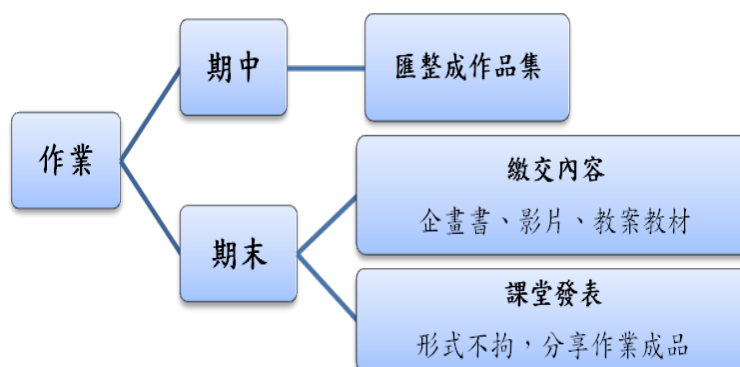 作業
期中
匯整成作品集
期末
繳交內容
企畫書、影片、教案教材
課堂發表
形式不拘，分享作業成品